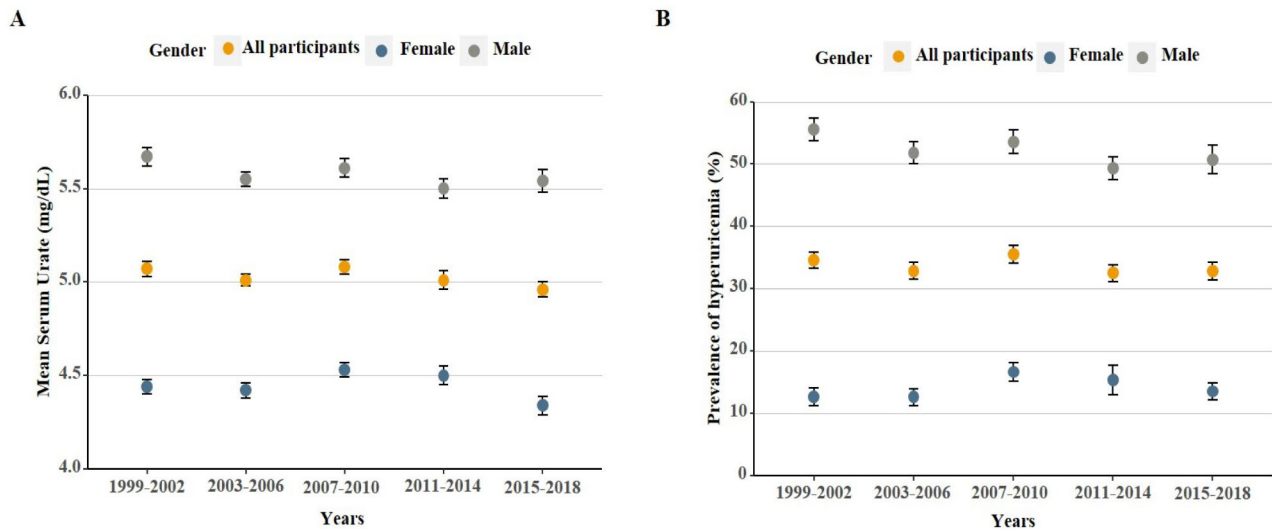 A
Gender All participants Female Male
Mean Serum Urate (mg/dL)
6.0
5.5
5.0
4.5
4.0
1999-2002 2003-2006 2007-2010 2011-2014 2015-2018
Years
B
Gender All participants Female Male
Prevalence of hyperuricemia (%)
60
50
40
30
20
10
0
1999-2002 2003-2006 2007-2010 2011-2014 2015-2018
Years